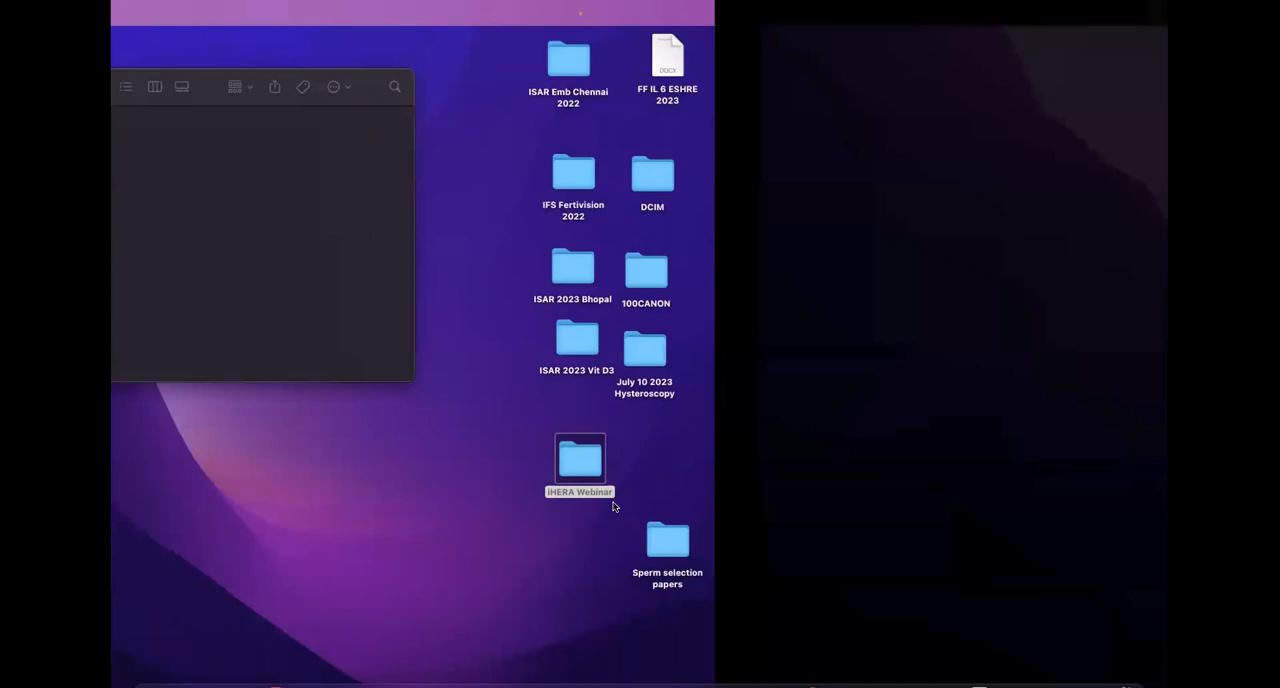 ISAR Emb Chennai
2022
DOCX
FF IL 6 ESHRE
2023
IFS Fertivision
2022
DCIM
ISAR 2023 Bhopal
100CANON
ISAR 2023 Vit D3
July 10 2023
Hysteroscopy
iHERA Webinar
Sperm selection
papers